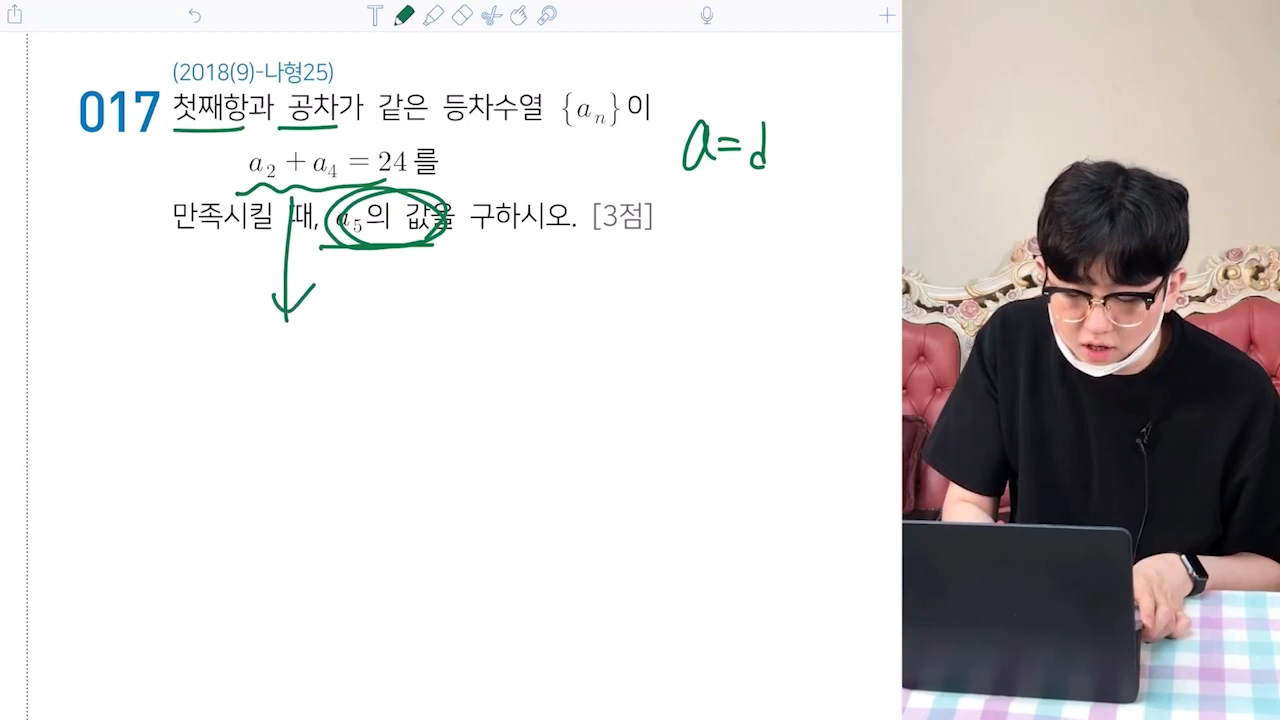 (2018(9)-나형25)
017 첫째항과 공차가 같은 등차수열 {aₙ}이
a₂ + a₄ = 24 를
만족시킬 때, a₅의 값을 구하시오. [3점]
a=d